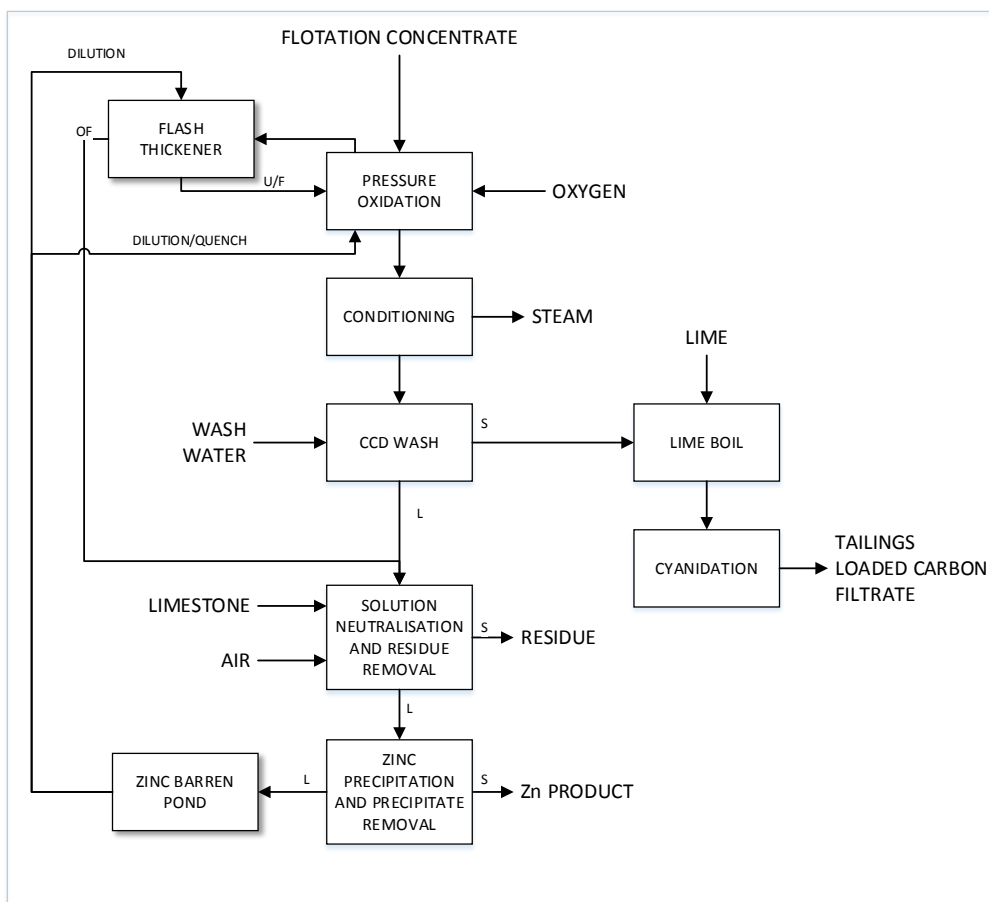 FLOTATION CONCENTRATE
DILUTION
FLASH
THICKENER
OF
U/F
PRESSURE
OXIDATION
OXYGEN
DILUTION/QUENCH
CONDITIONING
STEAM
LIME
WASH
WATER
CCD WASH
S
LIME BOIL
L
CYANIDATION
TAILINGS
LOADED CARBON
FILTRATE
LIMESTONE
AIR
SOLUTION
NEUTRALISATION
AND RESIDUE
REMOVAL
S
RESIDUE
L
ZINC BARREN
POND
L
ZINC
PRECIPITATION
AND PRECIPITATE
REMOVAL
S
Zn PRODUCT